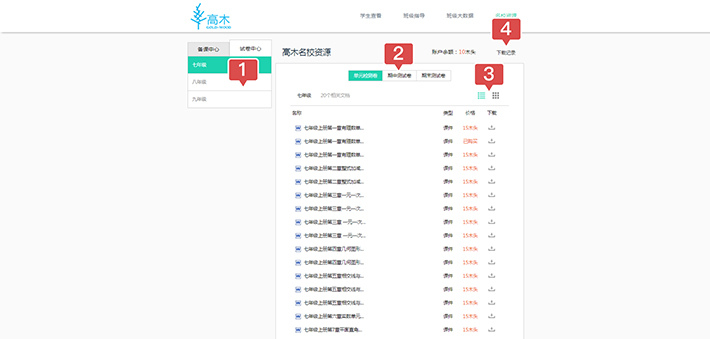 高木
GOLD WOOD
学生查看 班级指导 班级大数据 名校资源
4
备课中心 试卷中心
高木名校资源
2
账户余额：10木头 下载记录
七年级
1
八年级
九年级
单元检测卷 期中测试卷 期末测试卷
3
七年级 20个相关文档
名称 类型 价格 下载
七年级上册第一章有理数单... 课件 15木头
七年级上册第一章有理数单... 课件 已购买
七年级上册第一章有理数单... 课件 15木头
七年级上册第二章整式加减... 课件 15木头
七年级上册第二章整式加减... 课件 15木头
七年级上册第三章一元一次... 课件 15木头
七年级上册第三章一元一次... 课件 15木头
七年级上册第三章 一元一次... 课件 15木头
七年级上册第三章 一元一次... 课件 15木头
七年级上册第四章几何图形... 课件 15木头
七年级上册第四章几何图形... 课件 15木头
七年级上册第五章相交线与... 课件 15木头
七年级上册第五章相交线与... 课件 15木头
七年级上册第五章相交线与... 课件 15木头
七年级上册第六章实数单元... 课件 15木头
七年级上册第7章平面直角... 课件 15木头